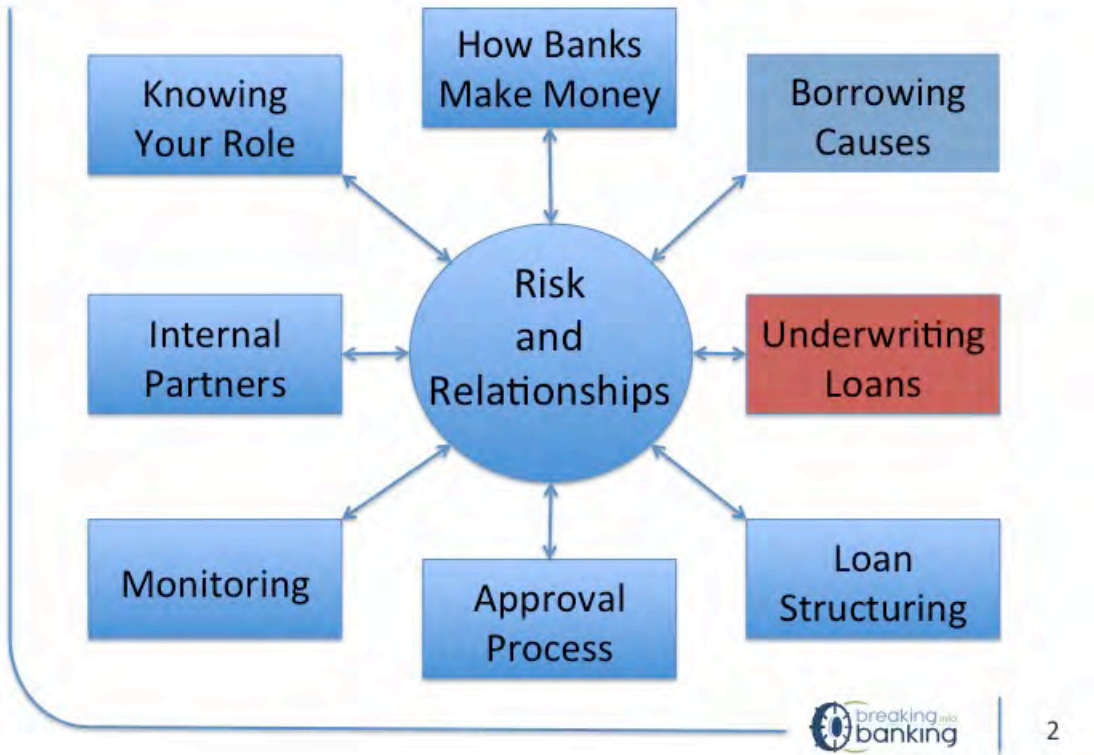 How Banks
Make Money
Knowing
Your Role
Borrowing
Causes
Risk
and
Relationships
Internal
Partners
Underwriting
Loans
Monitoring
Approval
Process
Loan
Structuring
breaking into
banking
2